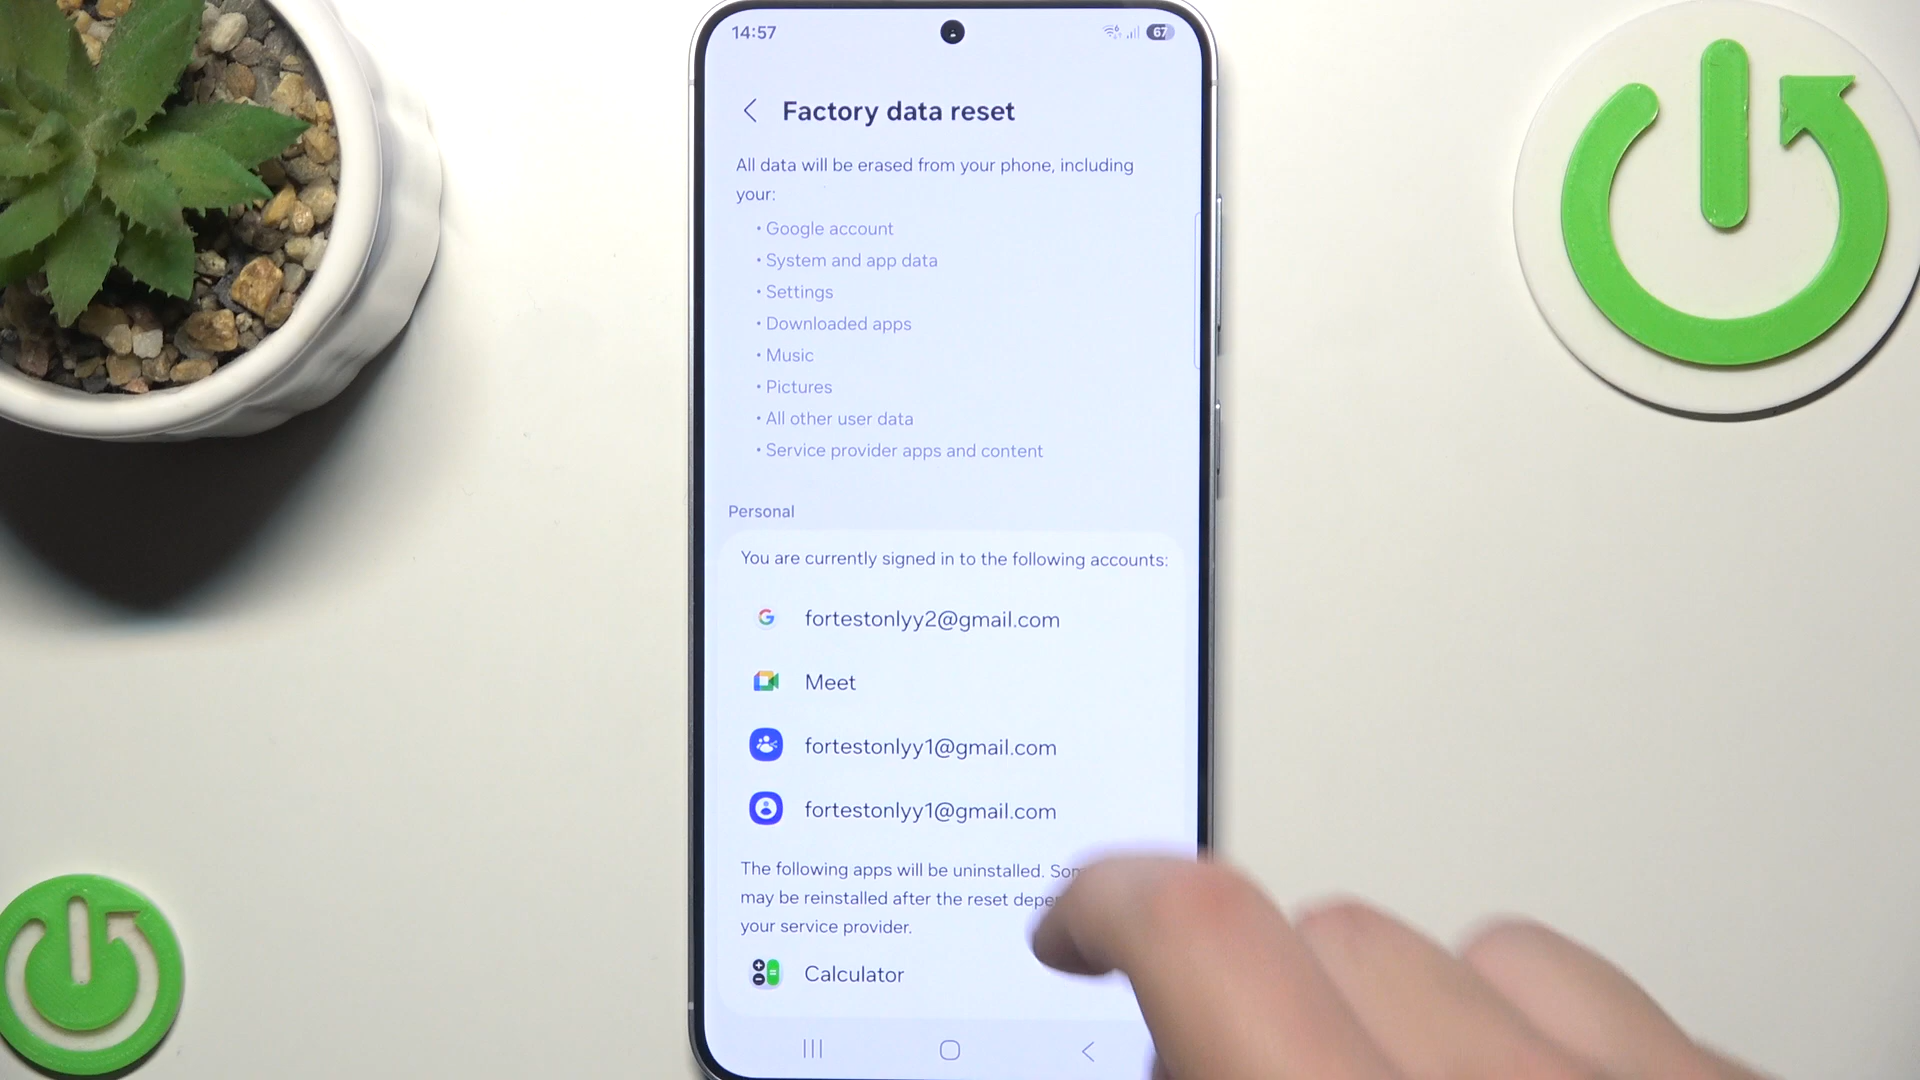 14:57
67
Factory data reset
All data will be erased from your phone, including
your:
• Google account
• System and app data
• Settings
• Downloaded apps
• Music
• Pictures
• All other user data
• Service provider apps and content
Personal
You are currently signed in to the following accounts:
fortestonlyy2@gmail.com
Meet
fortestonlyy1@gmail.com
fortestonlyy1@gmail.com
The following apps will be uninstalled.
may be reinstalled after the reset
your service provider.
Calculator